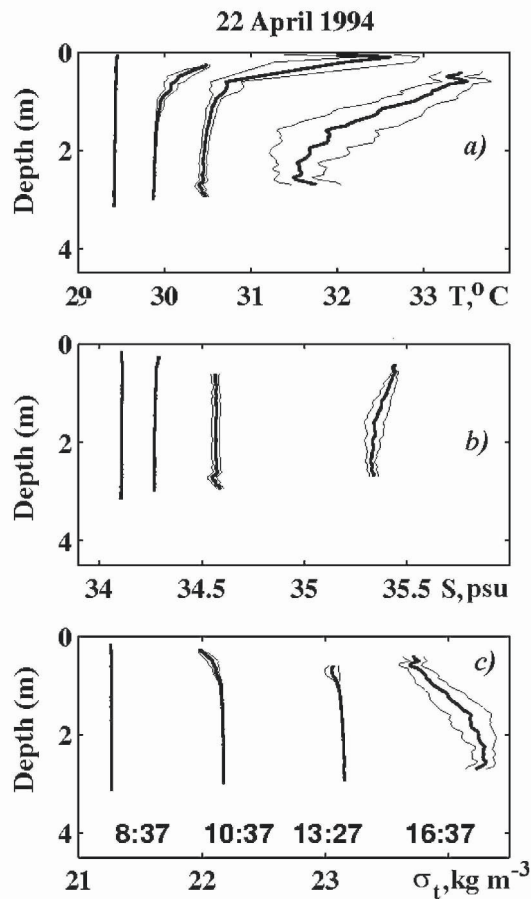 22 April 1994
0
2
4
Depth (m)
a)
29 30 31 32 33 T,° C
0
2
4
Depth (m)
b)
34 34.5 35 35.5 S,psu
0
2
4
Depth (m)
c)
8:37 10:37 13:27 16:37
21 22 23 σt,kg m-3